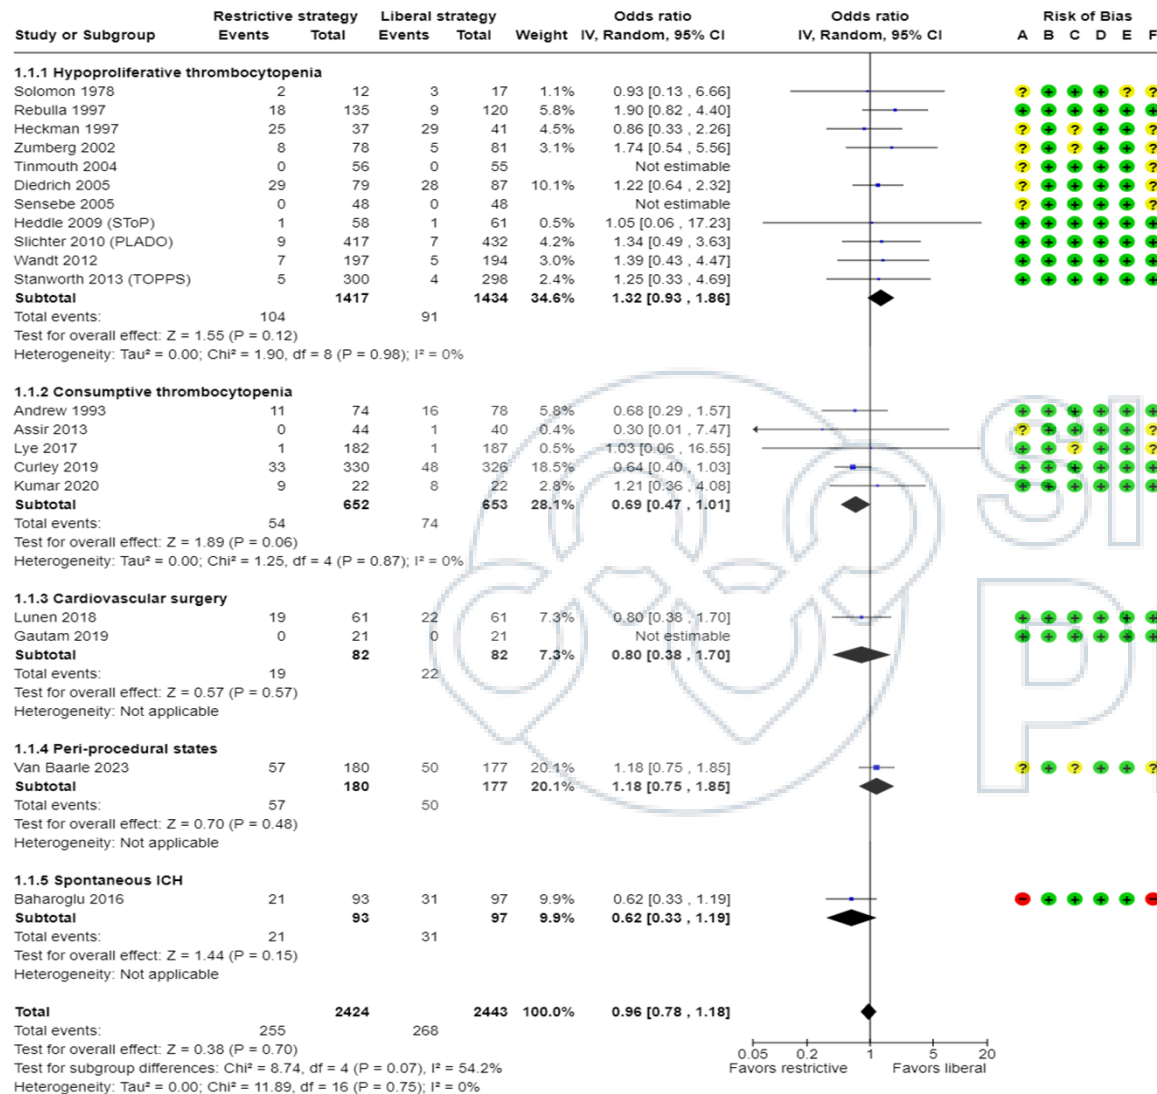 Restrictive strategy Liberal strategy Odds ratio Odds ratio Risk of Bias
Study or Subgroup Events Total Events Total Weight IV, Random, 95% CI IV, Random, 95% CI A B C D E F
1.1.1 Hypoproliferative thrombocytopenia
Solomon 1978 2 12 3 17 1.1% 0.93 [0.13 , 6.66] ? + + + ? ?
Rebulla 1997 18 135 9 120 5.8% 1.90 [0.82 , 4.40] + + + + + +
Heckman 1997 25 37 29 41 4.5% 0.86 [0.33 , 2.26] ? + ? + + ?
Zumberg 2002 8 78 5 81 3.1% 1.74 [0.54 , 5.56] ? + ? + + ?
Tinmouth 2004 0 56 0 55 Not estimable ? + + + + ?
Diedrich 2005 29 79 28 87 10.1% 1.22 [0.64 , 2.32] ? + + + + ?
Sensebe 2005 0 48 0 48 Not estimable ? + + + + ?
Heddle 2009 (SToP) 1 58 1 61 0.5% 1.05 [0.06 , 17.23] + + + + + +
Slichter 2010 (PLADO) 9 417 7 432 4.2% 1.34 [0.49 , 3.63] + + + + + +
Wandt 2012 7 197 5 194 3.0% 1.39 [0.43 , 4.47] + + + + + +
Stanworth 2013 (TOPPS) 5 300 4 298 2.4% 1.25 [0.33 , 4.69] + + + + + +
Subtotal 1417 1434 34.6% 1.32 [0.93 , 1.86]
Total events: 104 91
Test for overall effect: Z = 1.55 (P = 0.12)
Heterogeneity: Tau² = 0.00; Chi² = 1.90, df = 8 (P = 0.98); I² = 0%
1.1.2 Consumptive thrombocytopenia
Andrew 1993 11 74 16 78 5.8% 0.68 [0.29 , 1.57] + + + + + +
Assir 2013 0 44 1 40 0.4% 0.30 [0.01 , 7.47] ? + + + + ?
Lye 2017 1 182 1 187 0.5% 1.03 [0.06 , 16.55] + + ? + + ?
Curley 2019 33 330 48 326 18.5% 0.64 [0.40 , 1.03] + + + + + +
Kumar 2020 9 22 8 22 2.8% 1.21 [0.36 , 4.08] + + + + + +
Subtotal 652 653 28.1% 0.69 [0.47 , 1.01]
Total events: 54 74
Test for overall effect: Z = 1.89 (P = 0.06)
Heterogeneity: Tau² = 0.00; Chi² = 1.25, df = 4 (P = 0.87); I² = 0%
1.1.3 Cardiovascular surgery
Lunen 2018 19 61 22 61 7.3% 0.80 [0.38 , 1.70] + + + + + +
Gautam 2019 0 21 0 21 Not estimable + + + + + +
Subtotal 82 82 7.3% 0.80 [0.38 , 1.70]
Total events: 19 22
Test for overall effect: Z = 0.57 (P = 0.57)
Heterogeneity: Not applicable
1.1.4 Peri-procedural states
Van Baarle 2023 57 180 50 177 20.1% 1.18 [0.75 , 1.85] ? + ? + + ?
Subtotal 180 177 20.1% 1.18 [0.75 , 1.85]
Total events: 57 50
Test for overall effect: Z = 0.70 (P = 0.48)
Heterogeneity: Not applicable
1.1.5 Spontaneous ICH
Baharoglu 2016 21 93 31 97 9.9% 0.62 [0.33 , 1.19] - + + + + -
Subtotal 93 97 9.9% 0.62 [0.33 , 1.19]
Total events: 21 31
Test for overall effect: Z = 1.44 (P = 0.15)
Heterogeneity: Not applicable
Total 2424 2443 100.0% 0.96 [0.78 , 1.18]
Total events: 255 268
Test for overall effect: Z = 0.38 (P = 0.70)
Test for subgroup differences: Chi² = 8.74, df = 4 (P = 0.07), I² = 54.2%
Heterogeneity: Tau² = 0.00; Chi² = 11.89, df = 16 (P = 0.75); I² = 0%
0.05 0.2 1 5 20
Favors restrictive Favors liberal